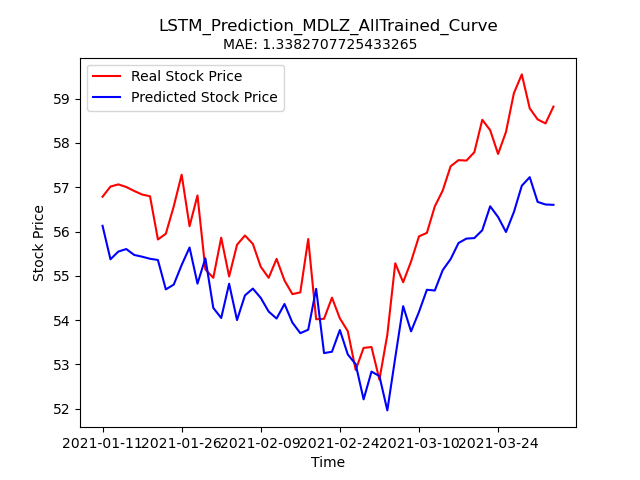 LSTM_Prediction_MDLZ_AllTrained_Curve
MAE: 1.3382707725433265
Real Stock Price
Predicted Stock Price
59
58
57
56
55
54
53
52
Stock Price
2021-01-11 2021-01-26 2021-02-09 2021-02-24 2021-03-10 2021-03-24
Time